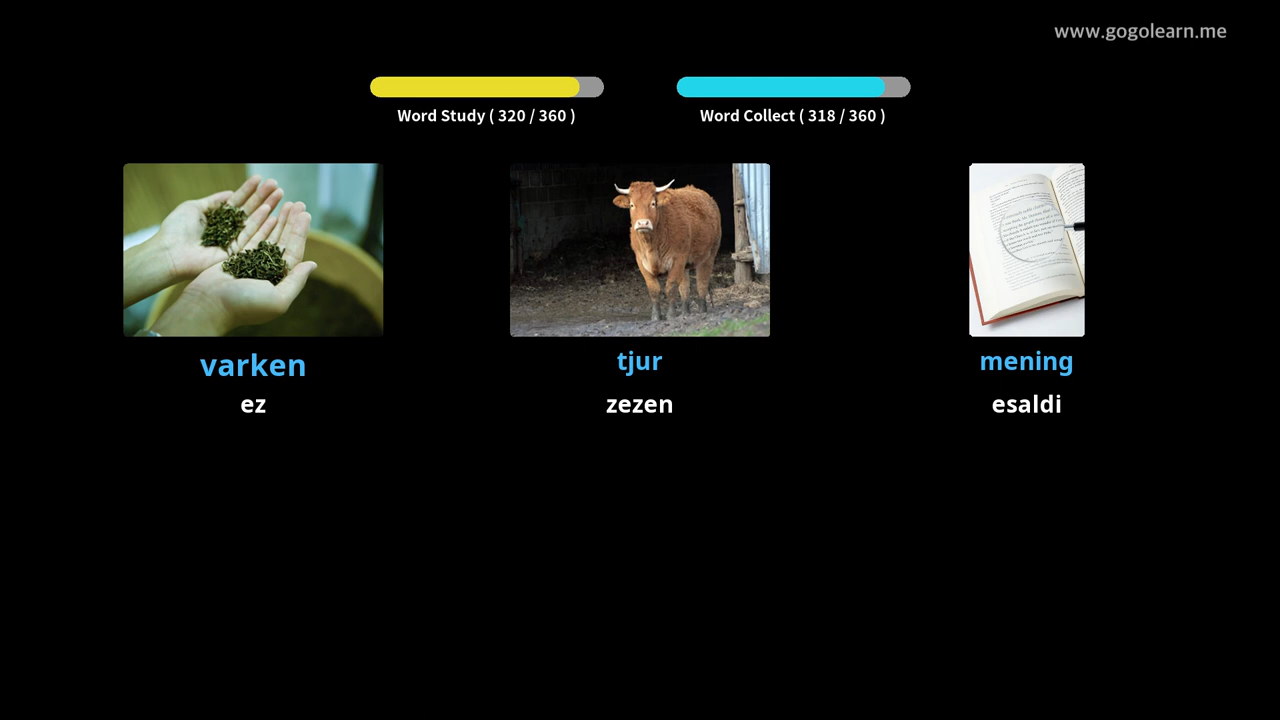 www.gogolearn.me
Word Study ( 320 / 360 )
Word Collect ( 318 / 360 )
varken
tjur
mening
ez
zezen
esaldi